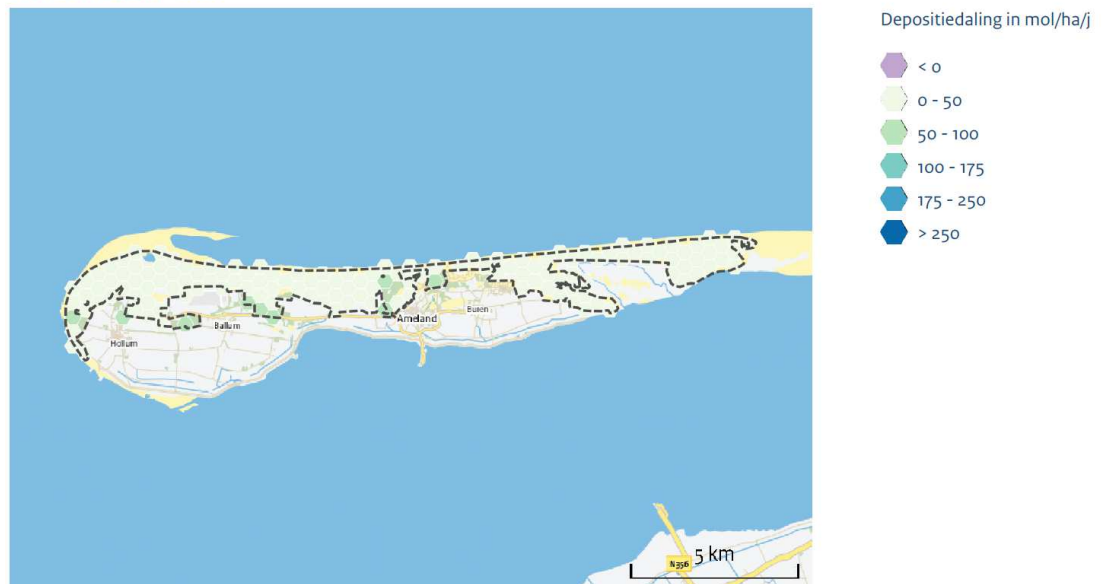 Depositiedaling in mol/ha/j
< 0
0 - 50
50 - 100
100 - 175
175 - 250
> 250
Hollum
Ballum
Ameland
Buren
N356
5 km